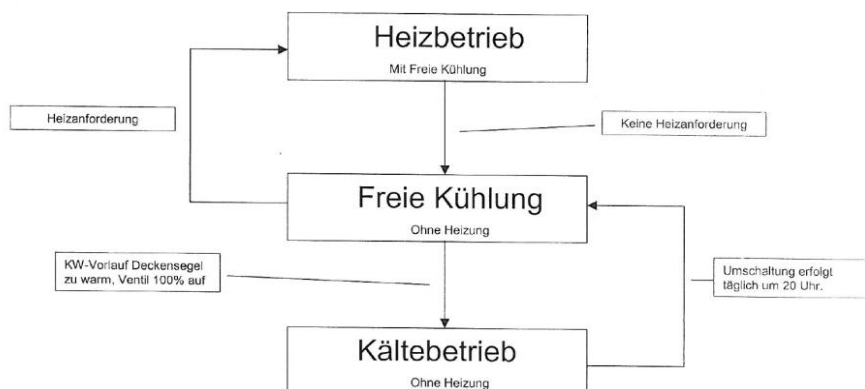 Heizbetrieb
Mit Freie Kühlung
Heizanforderung
Keine Heizanforderung
Freie Kühlung
Ohne Heizung
KW-Vorlauf Deckensegel
zu warm, Ventil 100% auf
Umschaltung erfolgt
täglich um 20 Uhr.
Kältebetrieb
Ohne Heizung